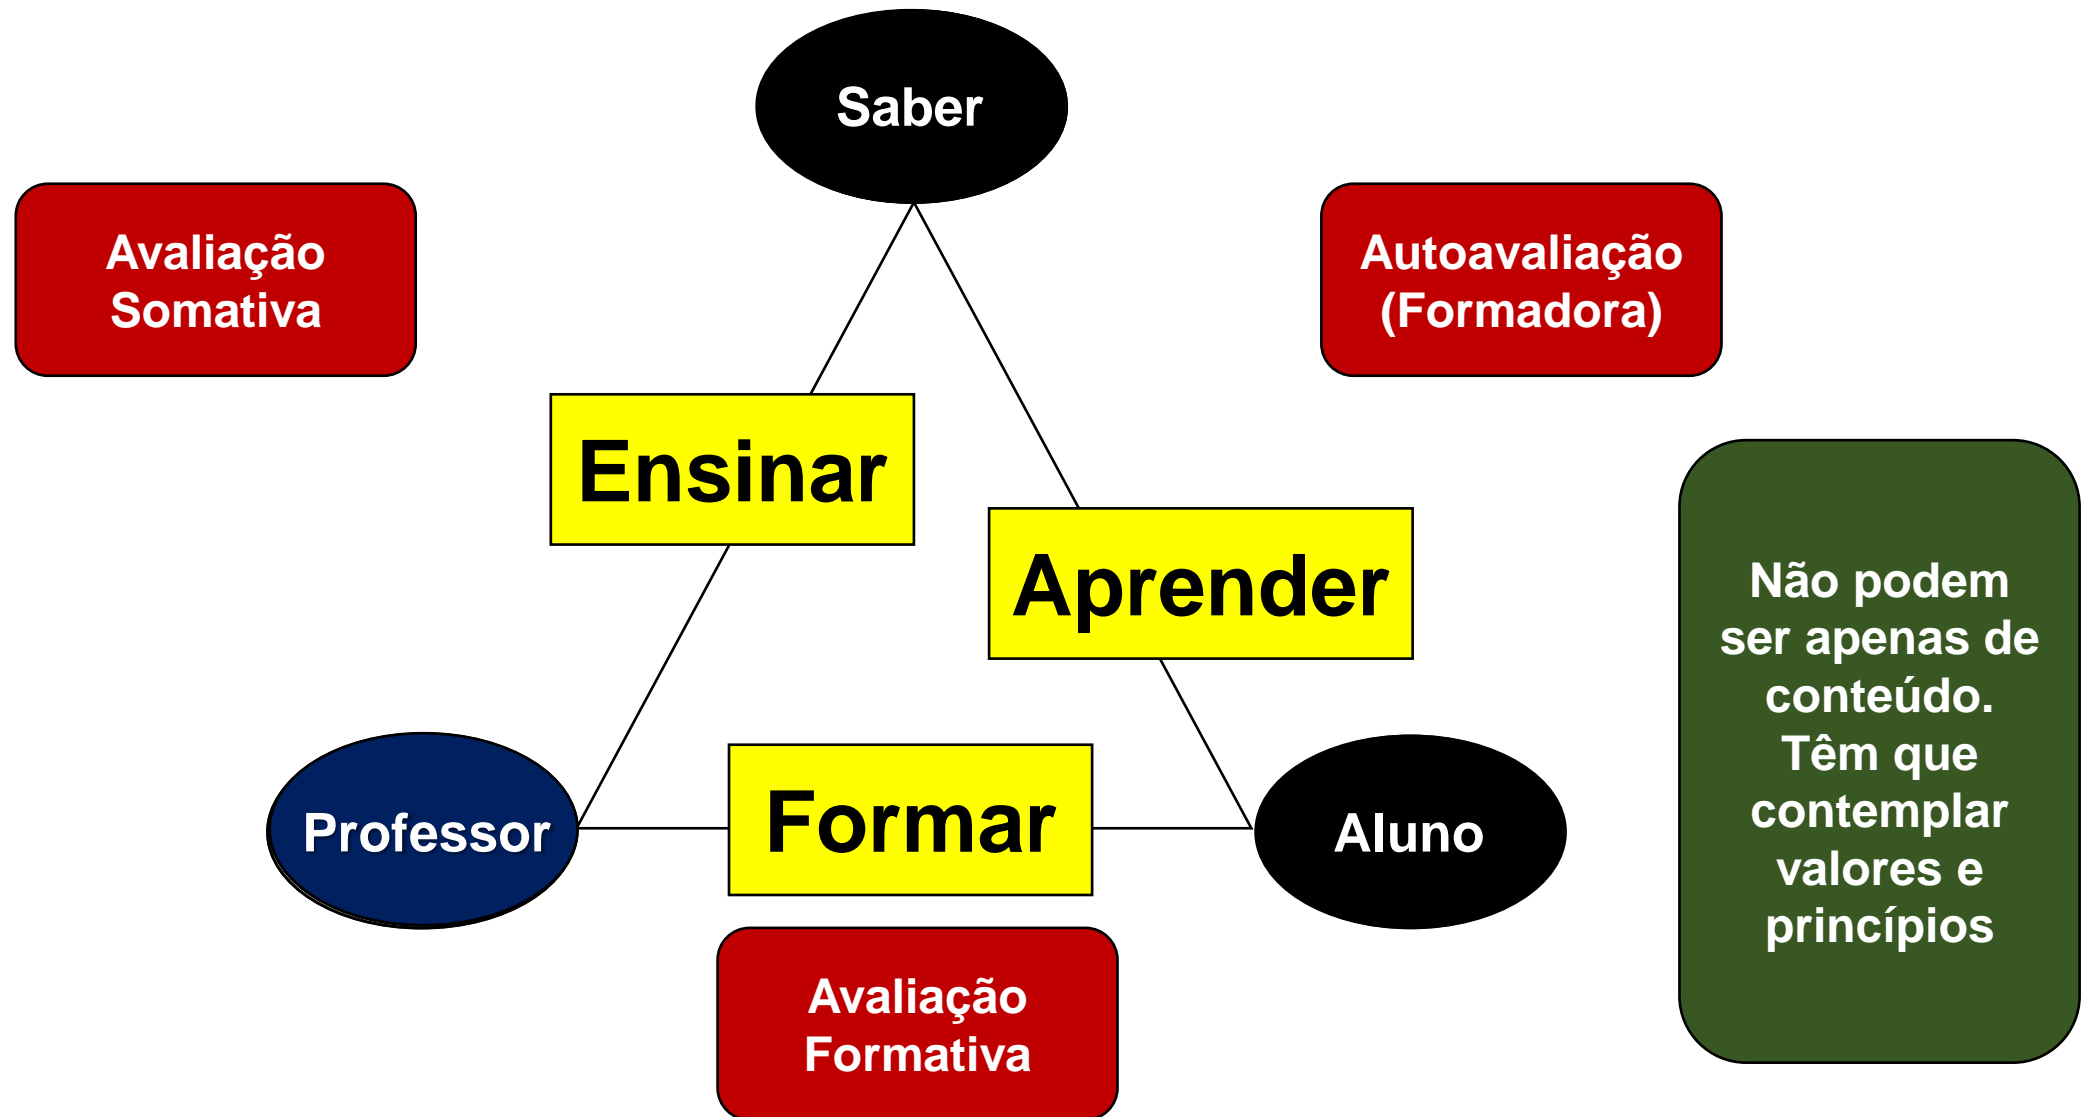 Saber
Avaliação
Somativa
Autoavaliação
(Formadora)
Ensinar
Aprender
Não podem
ser apenas de
conteúdo.
Têm que
contemplar
valores e
princípios
Professor
Formar
Aluno
Avaliação
Formativa